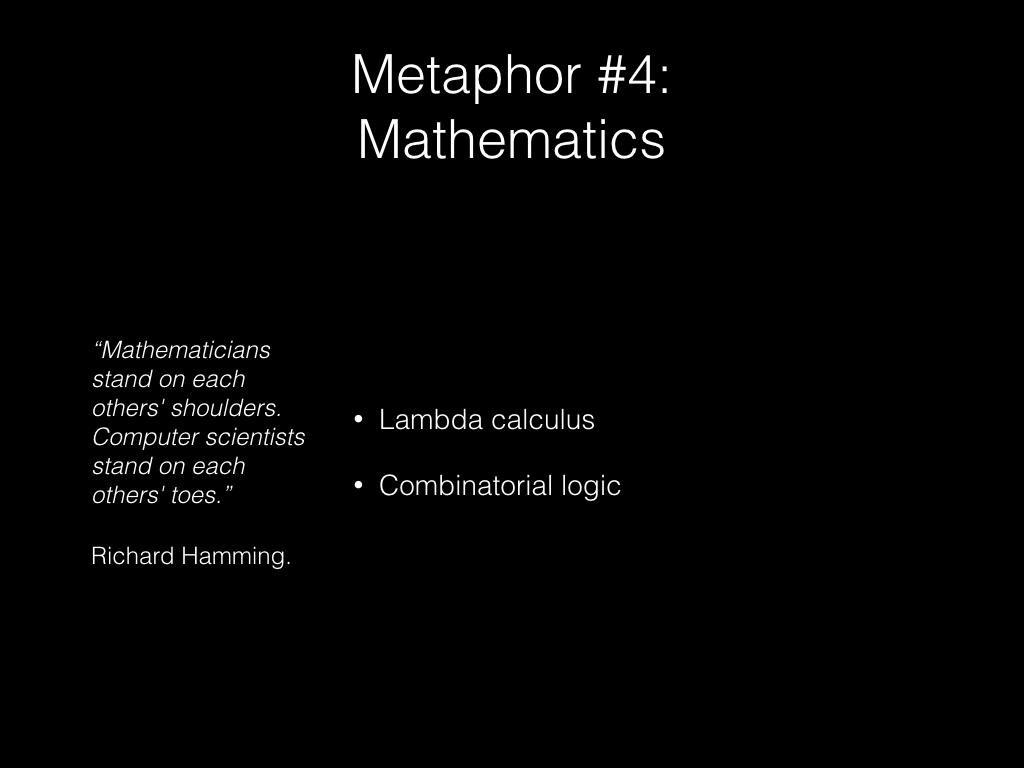 Metaphor #4:
Mathematics
“Mathematicians
stand on each
others' shoulders.
Computer scientists
stand on each
others' toes.”
Richard Hamming.
• Lambda calculus
• Combinatorial logic